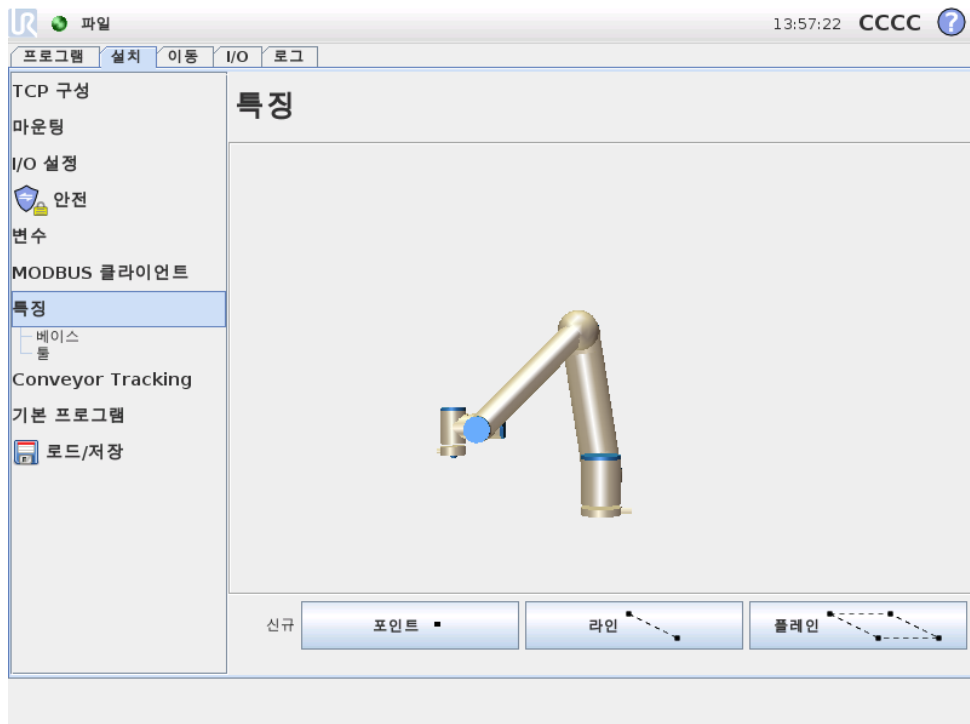 UR 파일 13:57:22 CCCC ?
프로그램 설치 이동 I/O 로그
TCP 구성
마운팅
I/O 설정
안전
변수
MODBUS 클라이언트
특징
베이스
툴
Conveyor Tracking
기본 프로그램
로드/저장
특징
신규 포인트 라인 플레인